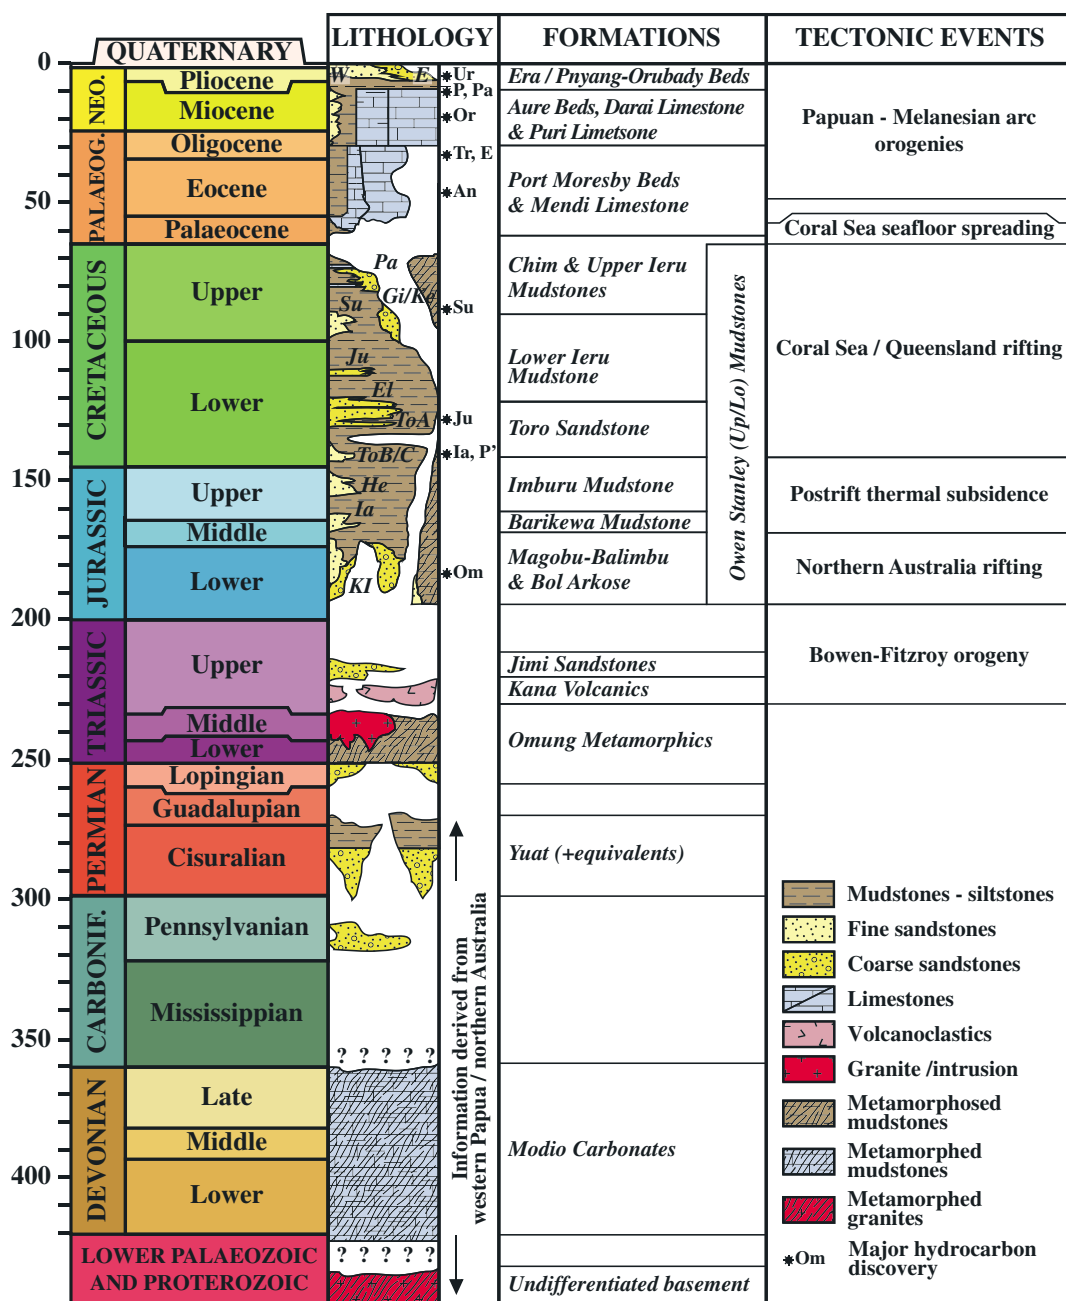 QUATERNARY
LITHOLOGY
FORMATIONS
TECTONIC EVENTS
0
50
100
150
200
250
300
350
400
NEO.
Pliocene
Miocene
PALAEOG.
Oligocene
Eocene
Palaeocene
CRETACEOUS
Upper
Lower
JURASSIC
Upper
Middle
Lower
TRIASSIC
Upper
Middle
Lower
PERMIAN
Lopingian
Guadalupian
Cisuralian
CARBONIF.
Pennsylvanian
Mississippian
DEVONIAN
Late
Middle
Lower
LOWER PALAEOZOIC
AND PROTEROZOIC
W
E
Pa
Gi/Ke
Su
Ju
El
ToA
ToB/C
He
Ia
KI
? ? ? ? ?
? ? ? ? ?
Ur
P, Pa
Or
Tr, E
An
Su
Ju
Ia, P'
Om
Information derived from
western Papua / northern Australia
Era / Pnyang-Orubady Beds
Aure Beds, Darai Limestone
& Puri Limetsone
Port Moresby Beds
& Mendi Limestone
Chim & Upper Ieru
Mudstones
Lower Ieru
Mudstone
Toro Sandstone
Imburu Mudstone
Barikewa Mudstone
Magobu-Balimbu
& Bol Arkose
Owen Stanley (Up/Lo) Mudstones
Jimi Sandstones
Kana Volcanics
Omung Metamorphics
Yuat (+equivalents)
Modio Carbonates
Undifferentiated basement
Papuan - Melanesian arc
orogenies
Coral Sea seafloor spreading
Coral Sea / Queensland rifting
Postrift thermal subsidence
Northern Australia rifting
Bowen-Fitzroy orogeny
Mudstones - siltstones
Fine sandstones
Coarse sandstones
Limestones
Volcanoclastics
Granite /intrusion
Metamorphosed
mudstones
Metamorphed
mudstones
Metamorphed
granites
Om Major hydrocarbon
discovery